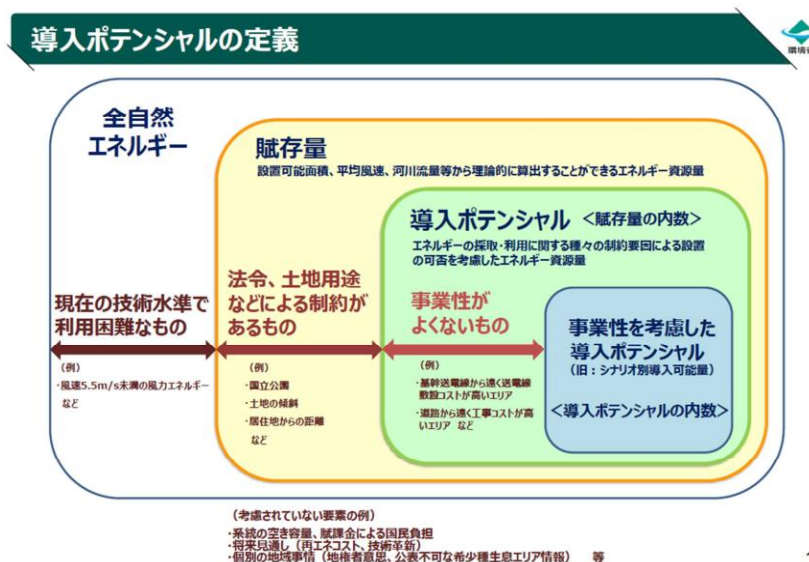 導入ポテンシャルの定義
環境省
全自然
エネルギー
賦存量
設置可能面積、平均風速、河川流量等から理論的に算出することができるエネルギー資源量
導入ポテンシャル <賦存量の内数>
エネルギーの採取・利用に関する種々の制約要因による設置
の可否を考慮したエネルギー資源量
現在の技術水準で
利用困難なもの
(例)
・風速5.5m/s未満の風力エネルギー
など
法令、土地用途
などによる制約が
あるもの
(例)
・国立公園
・土地の傾斜
・居住地からの距離
など
事業性が
よくないもの
(例)
・基幹送電線から遠く送電線
敷設コストが高いエリア
・道路から遠く工事コストが高
いエリア など
事業性を考慮した
導入ポテンシャル
(旧:シナリオ別導入可能量)
<導入ポテンシャルの内数>
(考慮されていない要素の例)
・系統の空き容量、賦課金による国民負担
・将来見通し(再エネコスト、技術革新)
・個別の地域事情(地権者意思、公表不可な希少種生息エリア情報) 等